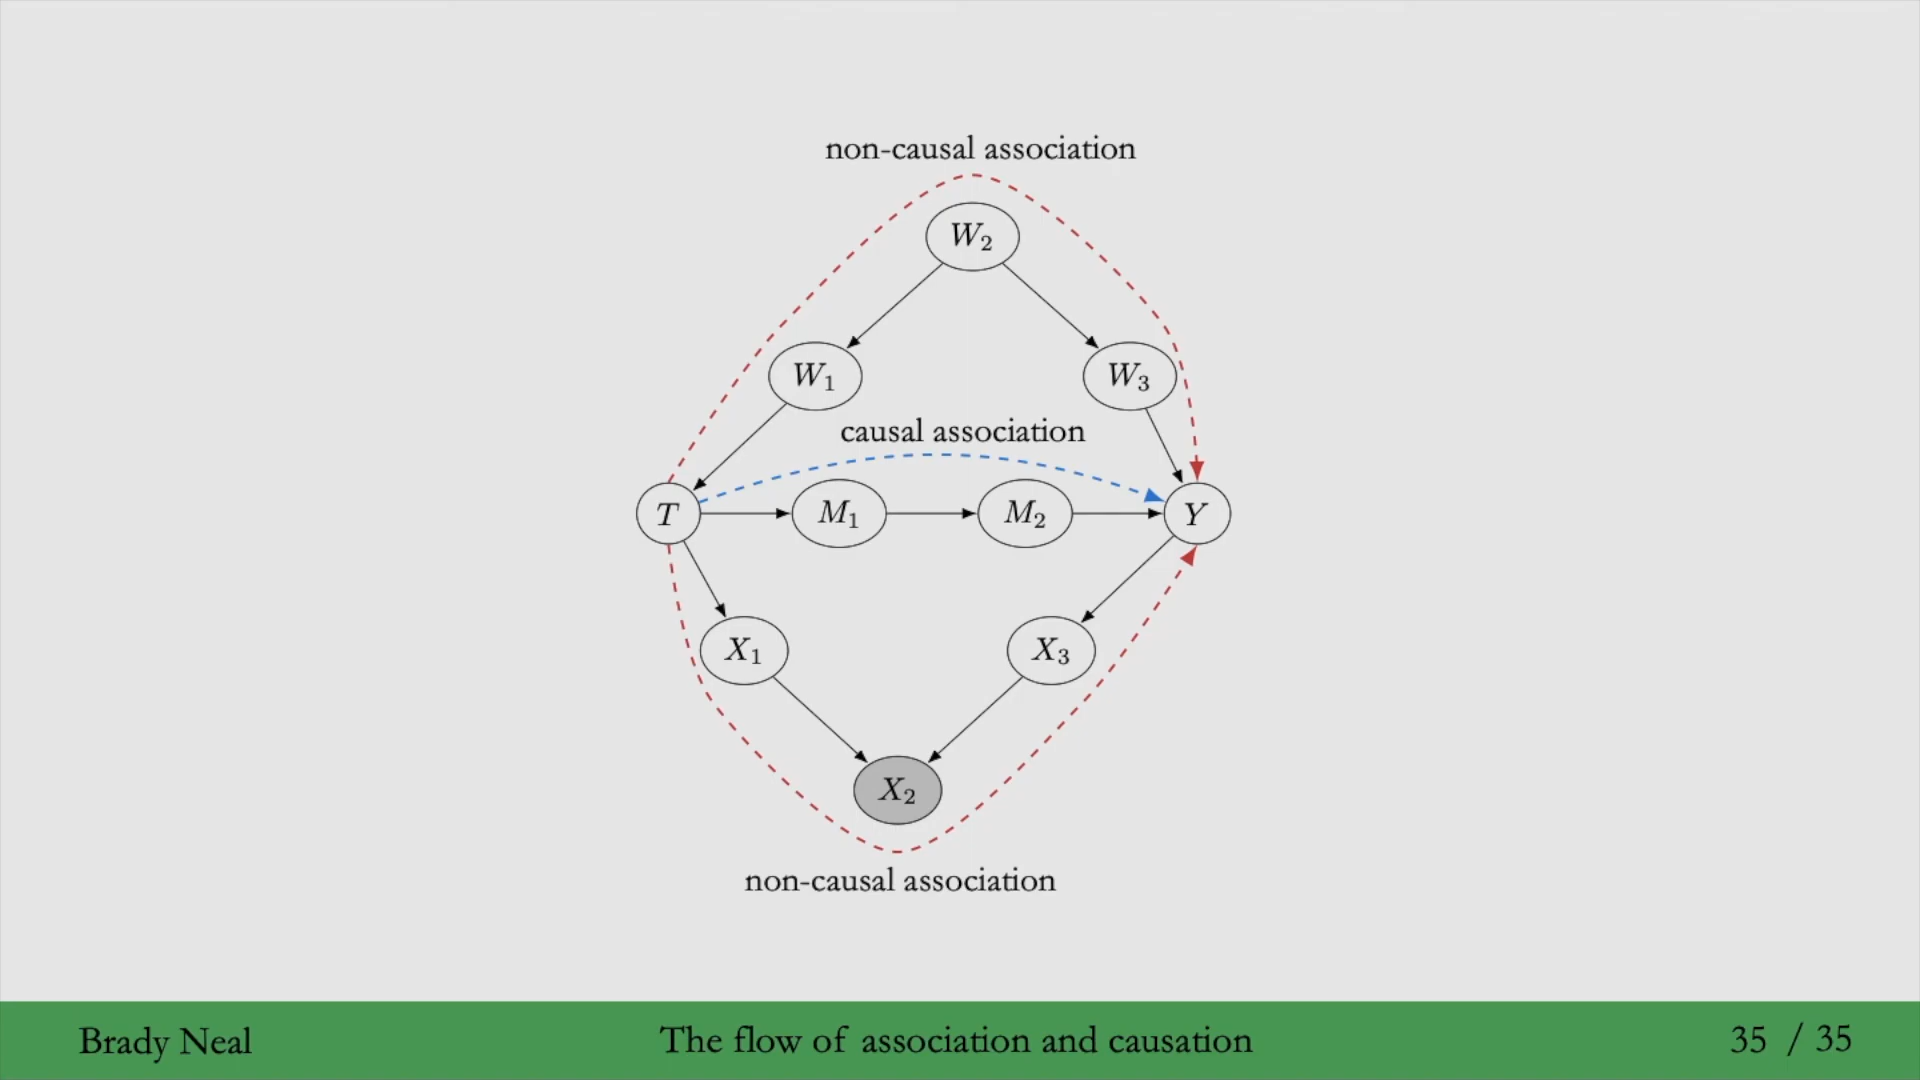 non-causal association
W₂
W₁
W₃
causal association
T
M₁
M₂
Y
X₁
X₃
X₂
non-causal association
Brady Neal
The flow of association and causation
35 / 35